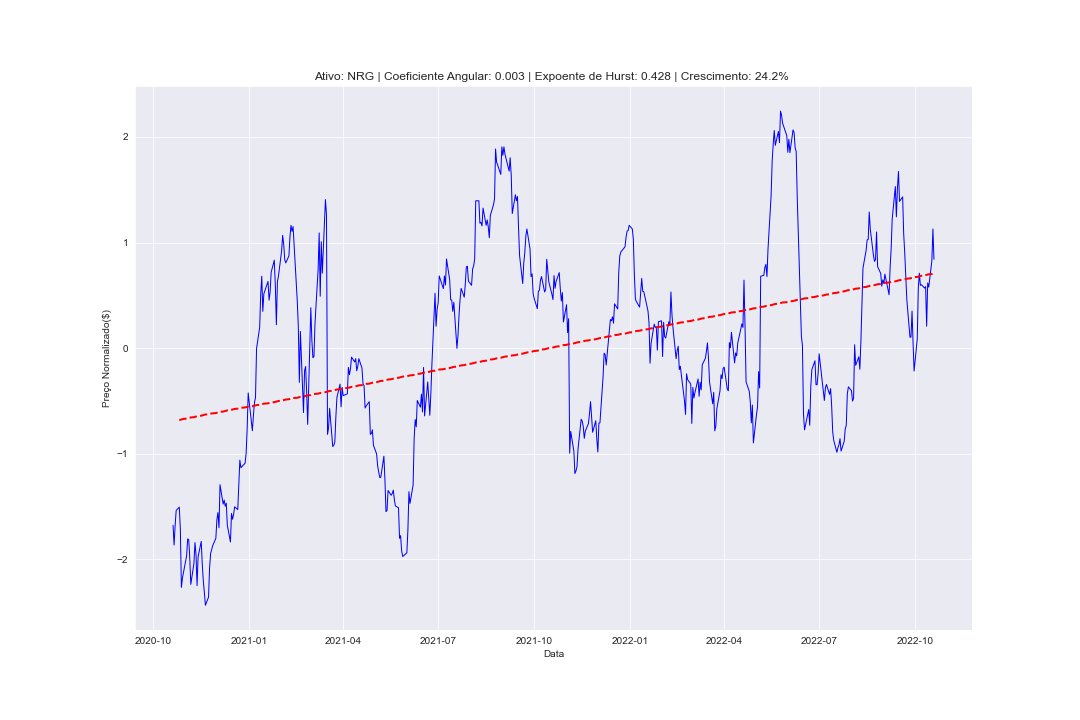 Ativo: NRG | Coeficiente Angular: 0.003 | Expoente de Hurst: 0.428 | Crescimento: 24.2%
Preço Normalizado($)
2
1
0
−1
−2
2020-10 2021-01 2021-04 2021-07 2021-10 2022-01 2022-04 2022-07 2022-10
Data